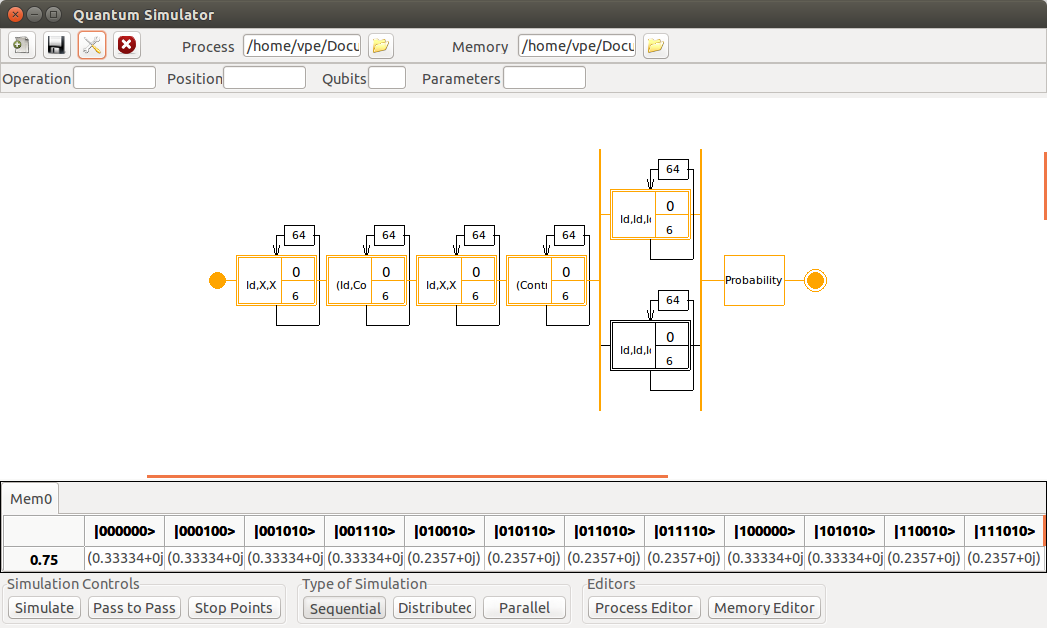 Quantum Simulator
Process /home/vpe/Docu Memory /home/vpe/Docu
Operation Position Qubits Parameters
64
Id,Id,I 0
6
64 64 64 64
Id,X,X 0 (Id,Co 0 Id,X,X 0 (Cont 0
6 6 6 6
Probability
64
Id,Id,I 0
6
Mem0
|000000> |000100> |001010> |001110> |010010> |010110> |011010> |011110> |100000> |101010> |110010> |111010>
0.75 (0.33334+0j (0.33334+0j (0.33334+0j (0.33334+0j (0.2357+0j) (0.2357+0j) (0.2357+0j) (0.2357+0j) (0.33334+0j (0.33334+0j (0.2357+0j) (0.2357+0j)
Simulation Controls Type of Simulation Editors
Simulate Pass to Pass Stop Points Sequential Distributec Parallel Process Editor Memory Editor